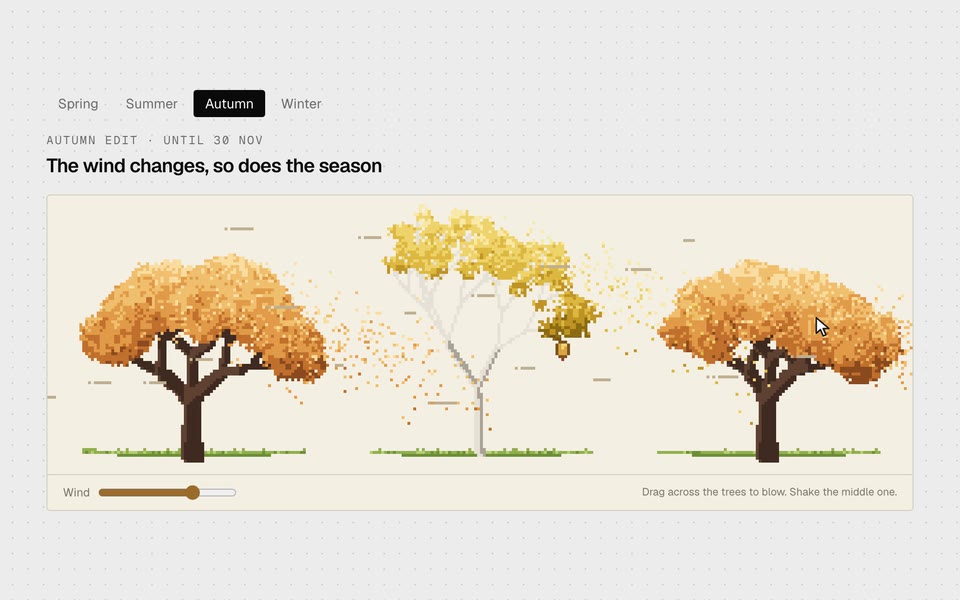 Spring Summer Autumn Winter
AUTUMN EDIT · UNTIL 30 NOV
The wind changes, so does the season
Wind
Drag across the trees to blow. Shake the middle one.